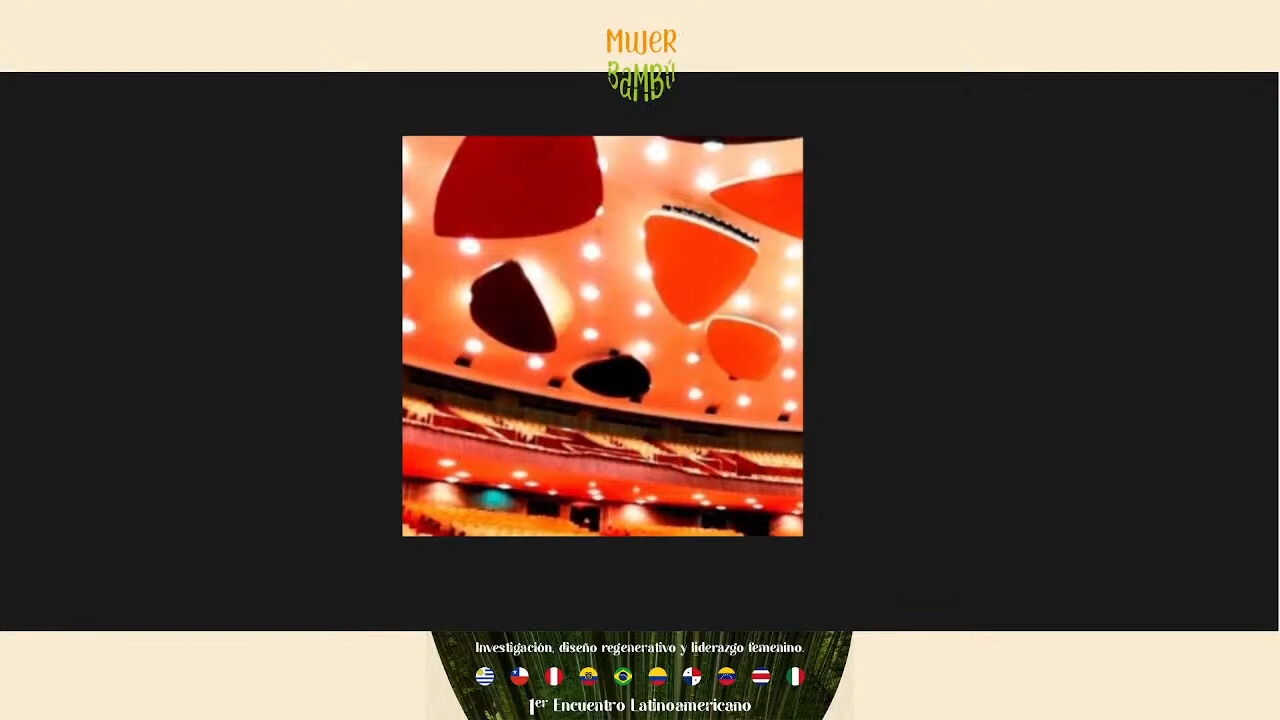 MUJER
BAMBÚ
Investigación, diseño regenerativo y liderazgo femenino.
1er Encuentro Latinoamericano